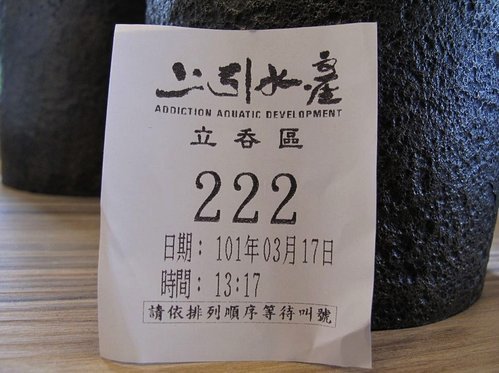 上引水產
ADDICTION AQUATIC DEVELOPMENT
立吞區
222
日期：101年03月17日
時間：13:17
請依排列順序等待叫號